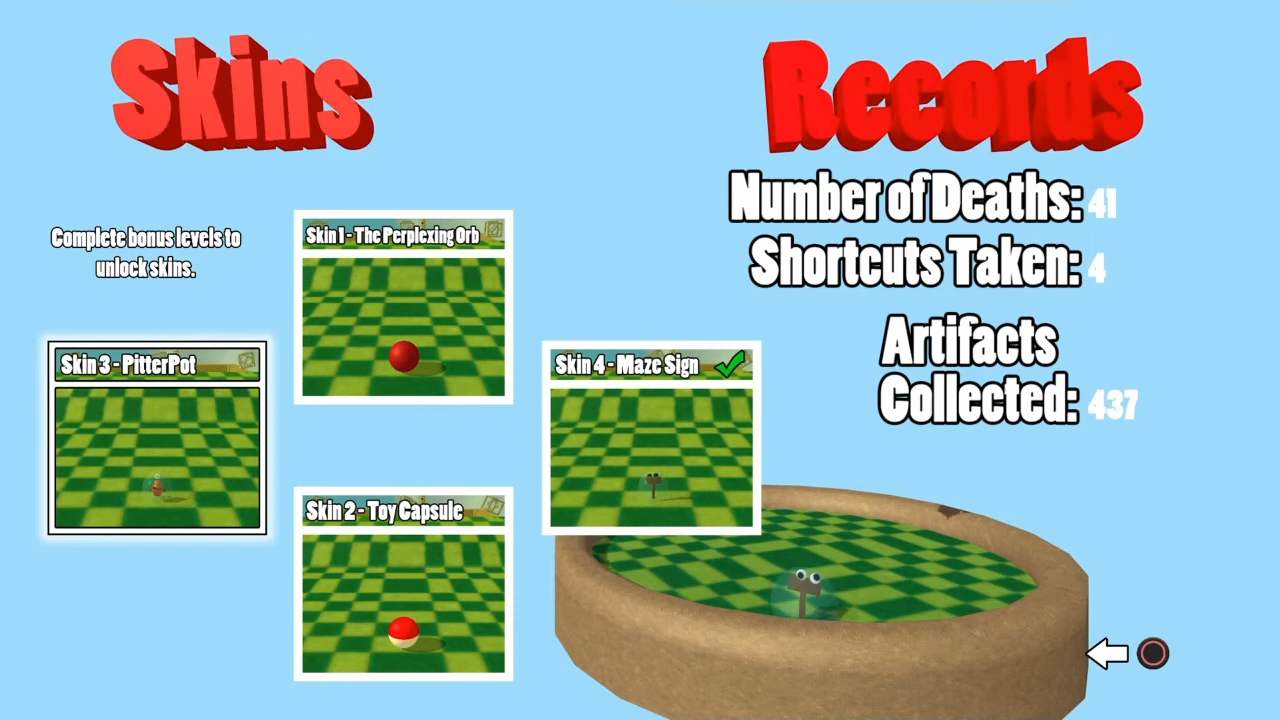 Skins
Complete bonus levels to
unlock skins.
Skin 1 - The Perplexing Orb
Skin 3 - PitterPot
Skin 4 - Maze Sign
Skin 2 - Toy Capsule
Records
Number of Deaths: 41
Shortcuts Taken: 4
Artifacts
Collected: 437